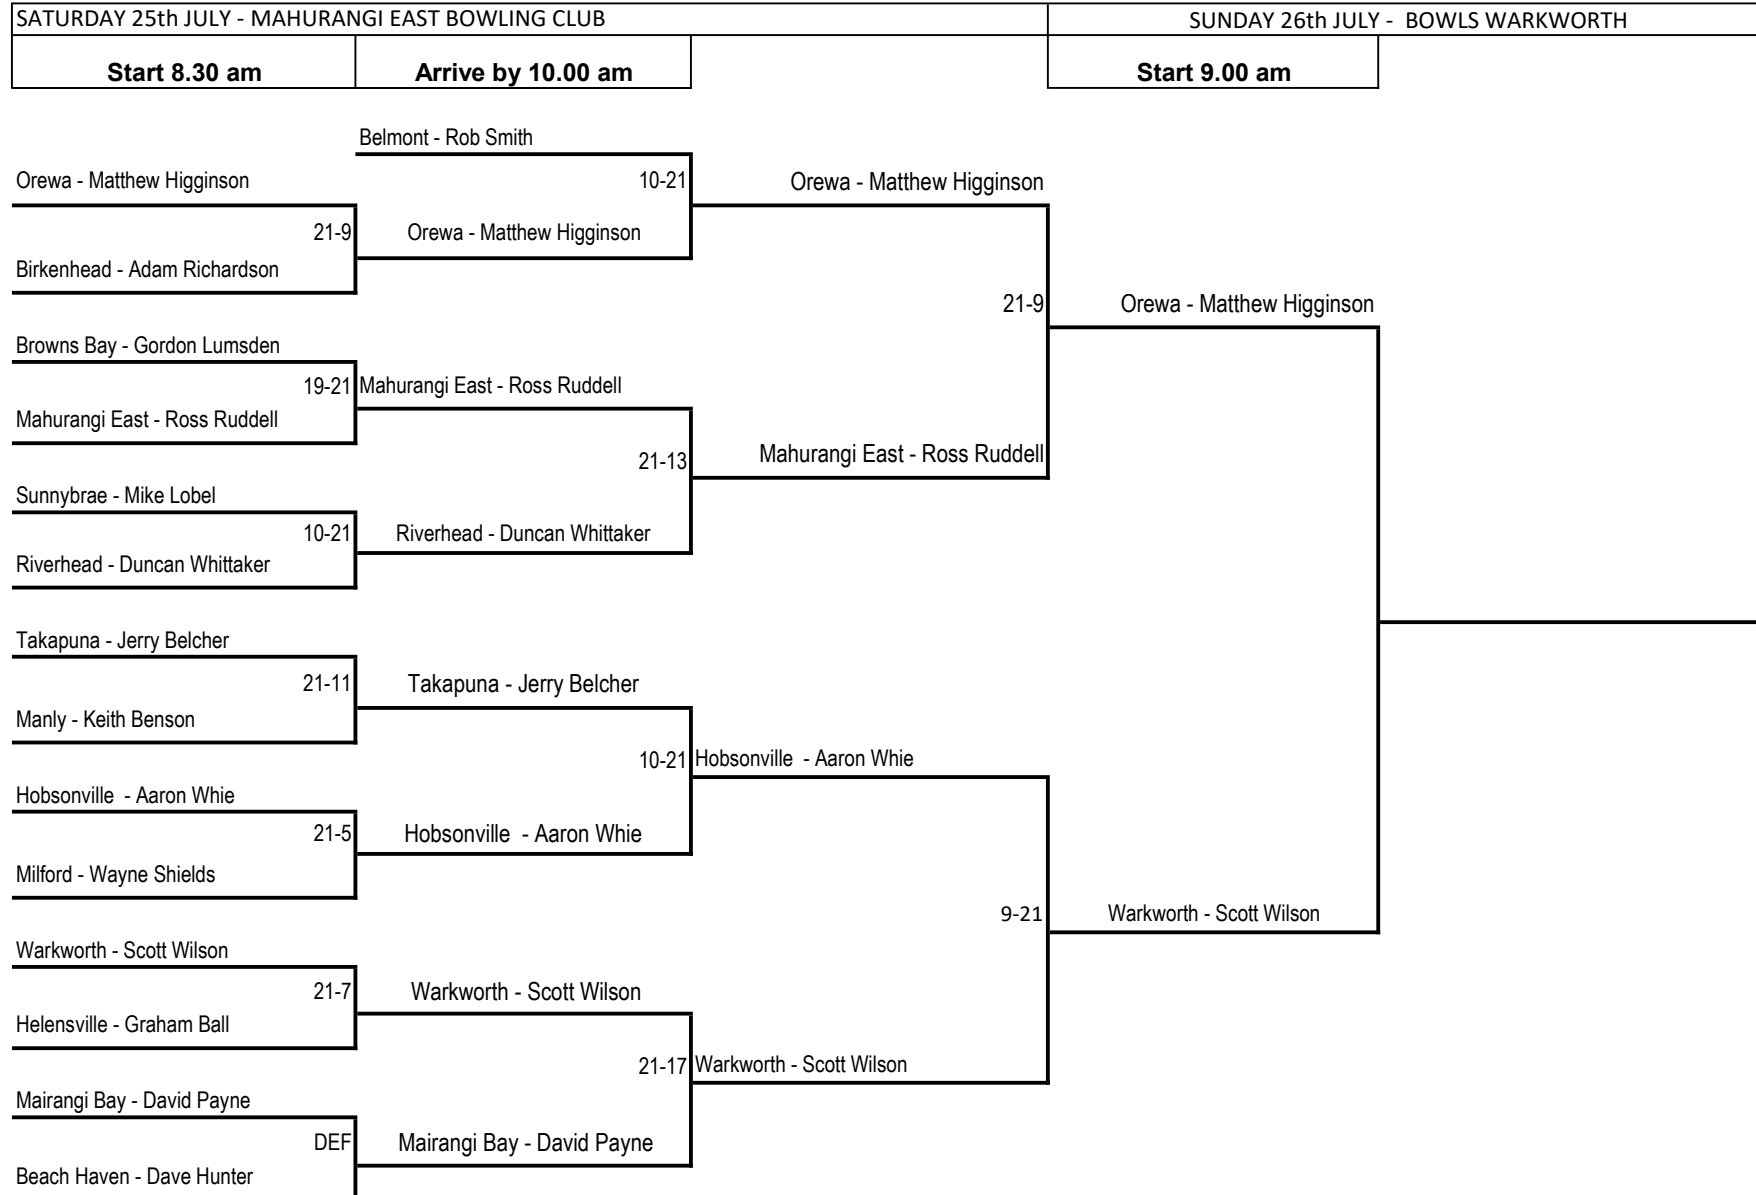 SATURDAY 25th JULY - MAHURANGI EAST BOWLING CLUB
SUNDAY 26th JULY - BOWLS WARKWORTH
Start 8.30 am
Arrive by 10.00 am
Start 9.00 am
Belmont - Rob Smith
Orewa - Matthew Higginson
10-21
Orewa - Matthew Higginson
21-9
Orewa - Matthew Higginson
Birkenhead - Adam Richardson
21-9
Orewa - Matthew Higginson
Browns Bay - Gordon Lumsden
19-21
Mahurangi East - Ross Ruddell
Mahurangi East - Ross Ruddell
21-13
Mahurangi East - Ross Ruddell
Sunnybrae - Mike Lobel
10-21
Riverhead - Duncan Whittaker
Riverhead - Duncan Whittaker
Takapuna - Jerry Belcher
21-11
Takapuna - Jerry Belcher
Manly - Keith Benson
10-21
Hobsonville - Aaron Whie
Hobsonville - Aaron Whie
21-5
Hobsonville - Aaron Whie
Milford - Wayne Shields
9-21
Warkworth - Scott Wilson
Warkworth - Scott Wilson
21-7
Warkworth - Scott Wilson
Helensville - Graham Ball
21-17
Warkworth - Scott Wilson
Mairangi Bay - David Payne
DEF
Mairangi Bay - David Payne
Beach Haven - Dave Hunter